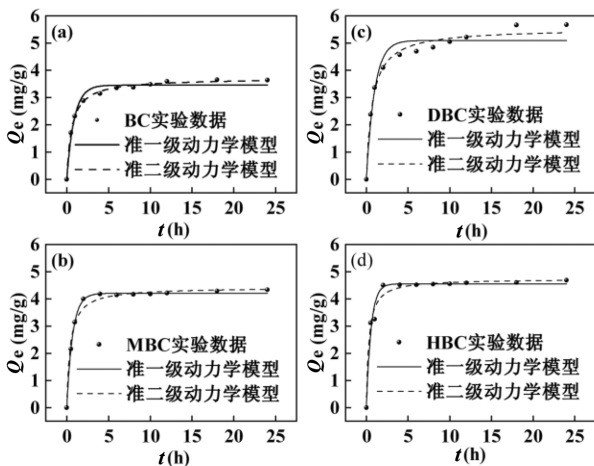 (a)
BC实验数据
准一级动力学模型
准二级动力学模型
Qe (mg/g)
6
5
4
3
2
1
0
0 5 10 15 20 25
t (h)
(c)
DBC实验数据
准一级动力学模型
准二级动力学模型
Qe (mg/g)
6
5
4
3
2
1
0
0 5 10 15 20 25
t (h)
(b)
MBC实验数据
准一级动力学模型
准二级动力学模型
Qe (mg/g)
6
5
4
3
2
1
0
0 5 10 15 20 25
t (h)
(d)
HBC实验数据
准一级动力学模型
准二级动力学模型
Qe (mg/g)
6
5
4
3
2
1
0
0 5 10 15 20 25
t (h)